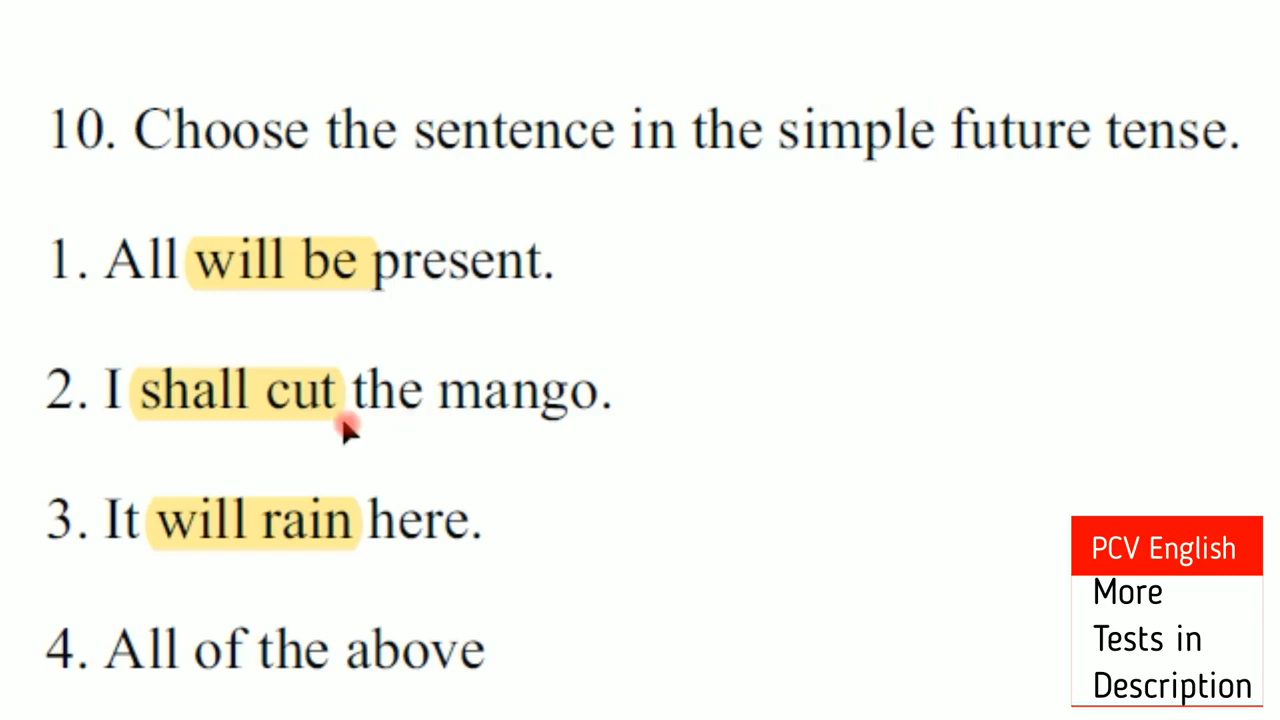 10. Choose the sentence in the simple future tense.
1. All will be present.
2. I shall cut the mango.
3. It will rain here.
4. All of the above
PCV English
More
Tests in
Description